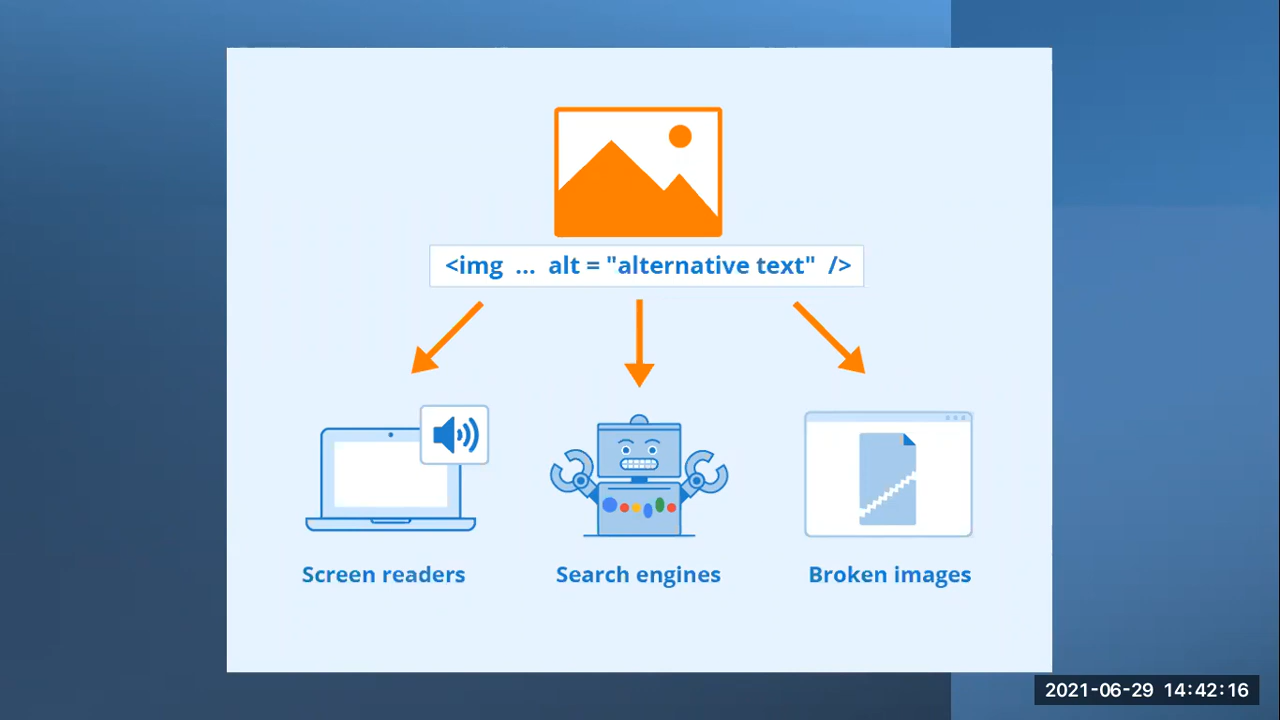 <img ... alt = "alternative text" />
Screen readers
Search engines
Broken images
2021-06-29 14:42:16